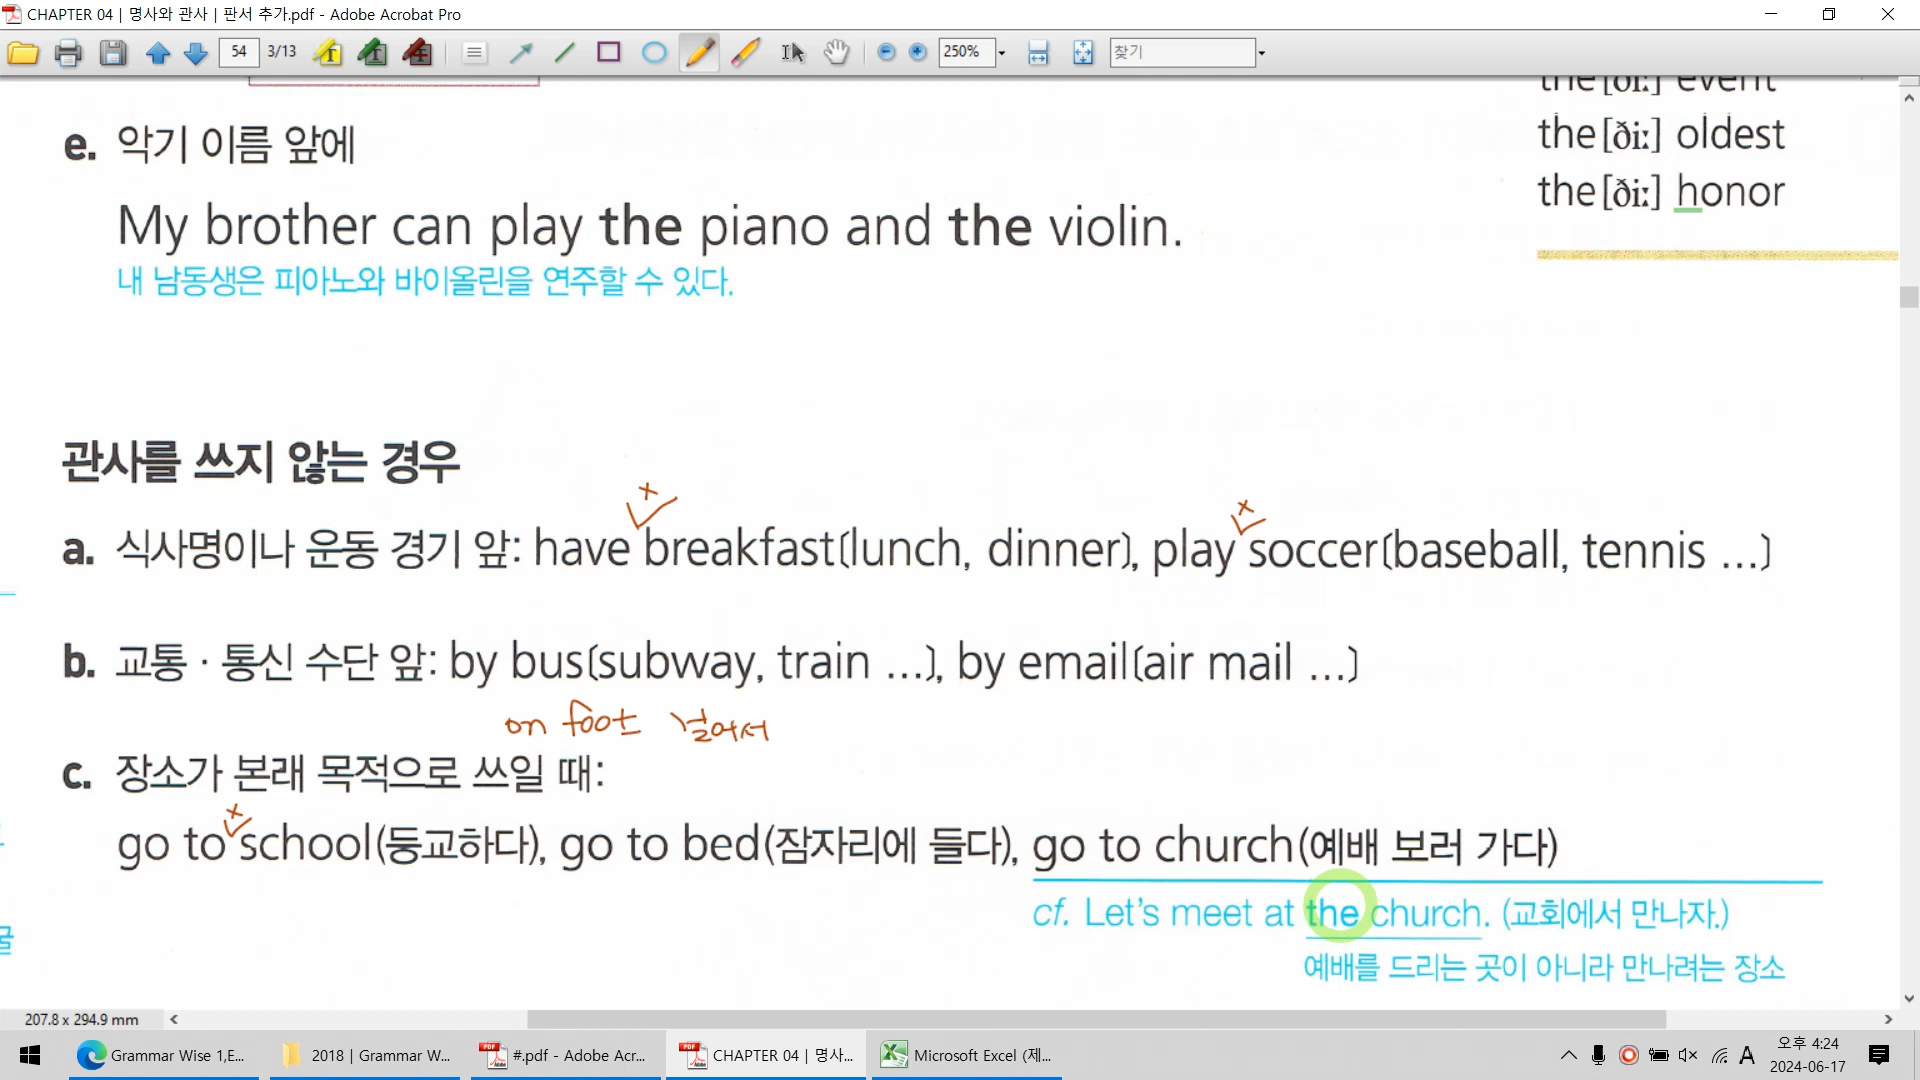 CHAPTER 04 | 명사와 관사 | 판서 추가.pdf - Adobe Acrobat Pro
54 3/13 250% 찾기
the[ðiː] event
the[ðiː] oldest
the[ðiː] honor
e. 악기 이름 앞에
My brother can play the piano and the violin.
내 남동생은 피아노와 바이올린을 연주할 수 있다.
관사를 쓰지 않는 경우
a. 식사명이나 운동 경기 앞: have breakfast(lunch, dinner), play soccer(baseball, tennis ...)
b. 교통 · 통신 수단 앞: by bus(subway, train ...), by email(air mail ...)
on foot 걸어서
c. 장소가 본래 목적으로 쓰일 때:
go to school(등교하다), go to bed(잠자리에 들다), go to church(예배 보러 가다)
cf. Let's meet at the church. (교회에서 만나자.)
예배를 드리는 곳이 아니라 만나려는 장소
207.8 x 294.9 mm
Grammar Wise 1,E...
2018 | Grammar W...
#.pdf - Adobe Acr...
CHAPTER 04 | 명사...
Microsoft Excel (제...
A
오후 4:24
2024-06-17